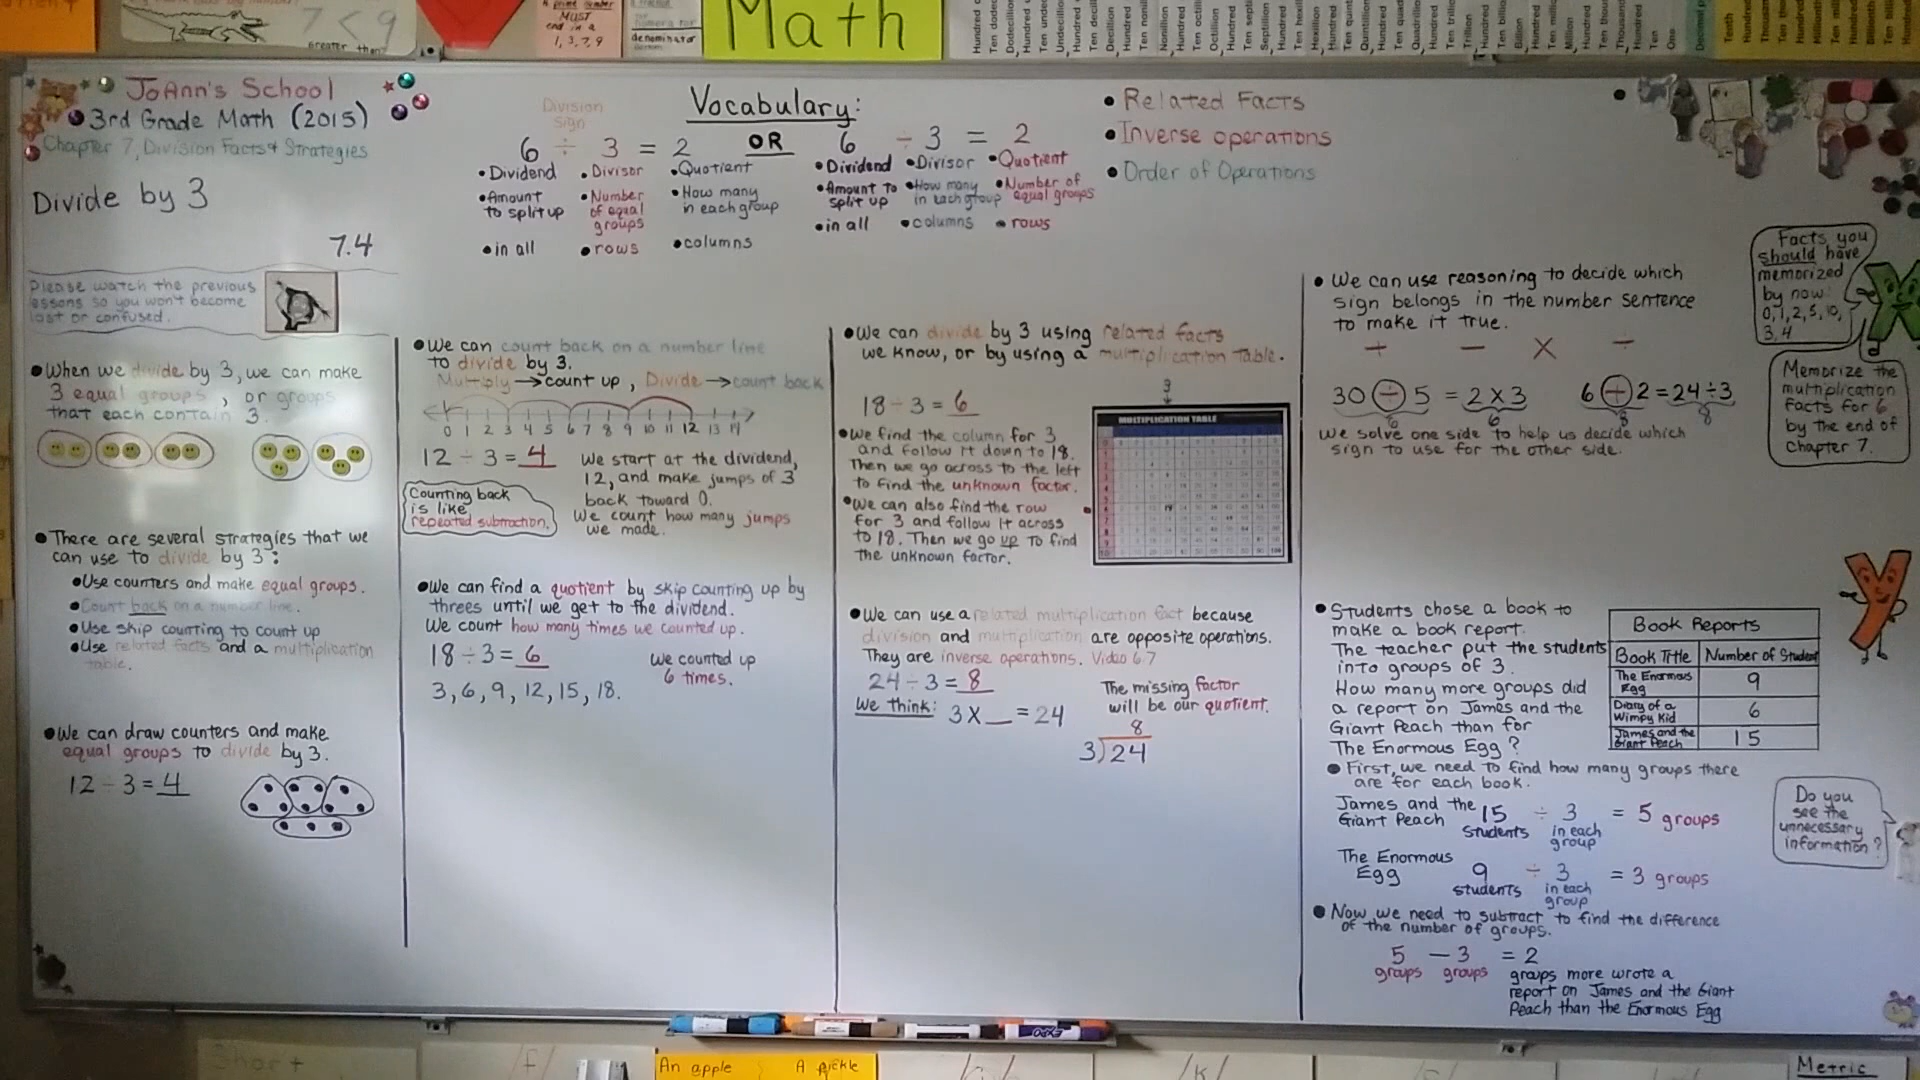 7 < 9
greater than
A prime number
MUST
end in a
1, 3, 7, 9
denominator
Math
JoAnn's School
3rd Grade Math (2015)
Chapter 7, Division Facts & Strategies
Divide by 3
7.4
Please watch the previous
lessons so you won't become
lost or confused.
Vocabulary:
Division
sign
6 ÷ 3 = 2
• Dividend • Divisor • Quotient
• Amount
to split up
• Number
of equal
groups
• How many
in each group
• in all • rows • columns
OR
6 ÷ 3 = 2
• Dividend • Divisor • Quotient
• Amount to
split up
• How many
in each group
• Number of
equal groups
• in all • columns • rows
• Related Facts
• Inverse operations
• Order of Operations
• When we divide by 3, we can make
3 equal groups, or groups
that each contain 3.
• There are several strategies that we
can use to divide by 3:
• Use counters and make equal groups.
• Count back on a number line.
• Use skip counting to count up
• Use related facts and a multiplication
table.
• We can draw counters and make
equal groups to divide by 3.
12 ÷ 3 = 4
• We can count back on a number line
to divide by 3.
Multiply → count up, Divide → count back
0 1 2 3 4 5 6 7 8 9 10 11 12 13 14
12 ÷ 3 = 4
We start at the dividend,
12, and make jumps of 3
back toward 0.
We count how many jumps
we made.
Counting back
is like
repeated subtraction.
• We can find a quotient by skip counting up by
threes until we get to the dividend.
We count how many times we counted up.
18 ÷ 3 = 6
We counted up
6 times.
3, 6, 9, 12, 15, 18.
• We can divide by 3 using related facts
we know, or by using a multiplication table.
18 ÷ 3 = 6
• We find the column for 3
and follow it down to 18.
Then we go across to the left
to find the unknown factor.
• We can also find the row
for 3 and follow it across
to 18. Then we go up to find
the unknown factor.
3
MULTIPLICATION TABLE
• We can use a related multiplication fact because
division and multiplication are opposite operations.
They are inverse operations. Video 6.7
24 ÷ 3 = 8
We think: 3 X __ = 24
The missing factor
will be our quotient.
8
3)24
• We can use reasoning to decide which
sign belongs in the number sentence
to make it true.
+ − X ÷
30 ÷ 5 = 2 x 3
6 6
6 + 2 = 24 ÷ 3
8 8
We solve one side to help us decide which
sign to use for the other side.
Facts you
should have
memorized
by now:
0, 1, 2, 5, 10,
3, 4
Memorize the
multiplication
facts for 6
by the end of
Chapter 7.
• Students chose a book to
make a book report.
The teacher put the students
into groups of 3.
How many more groups did
a report on James and the
Giant Peach than for
The Enormous Egg?
Book Reports
Book Title Number of Student
The Enormous
Egg
9
Diary of a
Wimpy Kid
6
James and the
Giant Peach
15
• First, we need to find how many groups there
are for each book.
James and the
Giant Peach
15 ÷ 3 = 5 groups
students in each
group
The Enormous
Egg
9 ÷ 3 = 3 groups
students in each
group
• Now, we need to subtract to find the difference
of the number of groups.
5 − 3 = 2
groups groups groups more wrote a
report on James and the Giant
Peach than the Enormous Egg
Do you
see the
unnecessary
information?
EXPO
Short
/f/
An apple
A pickle
/k/
Metric